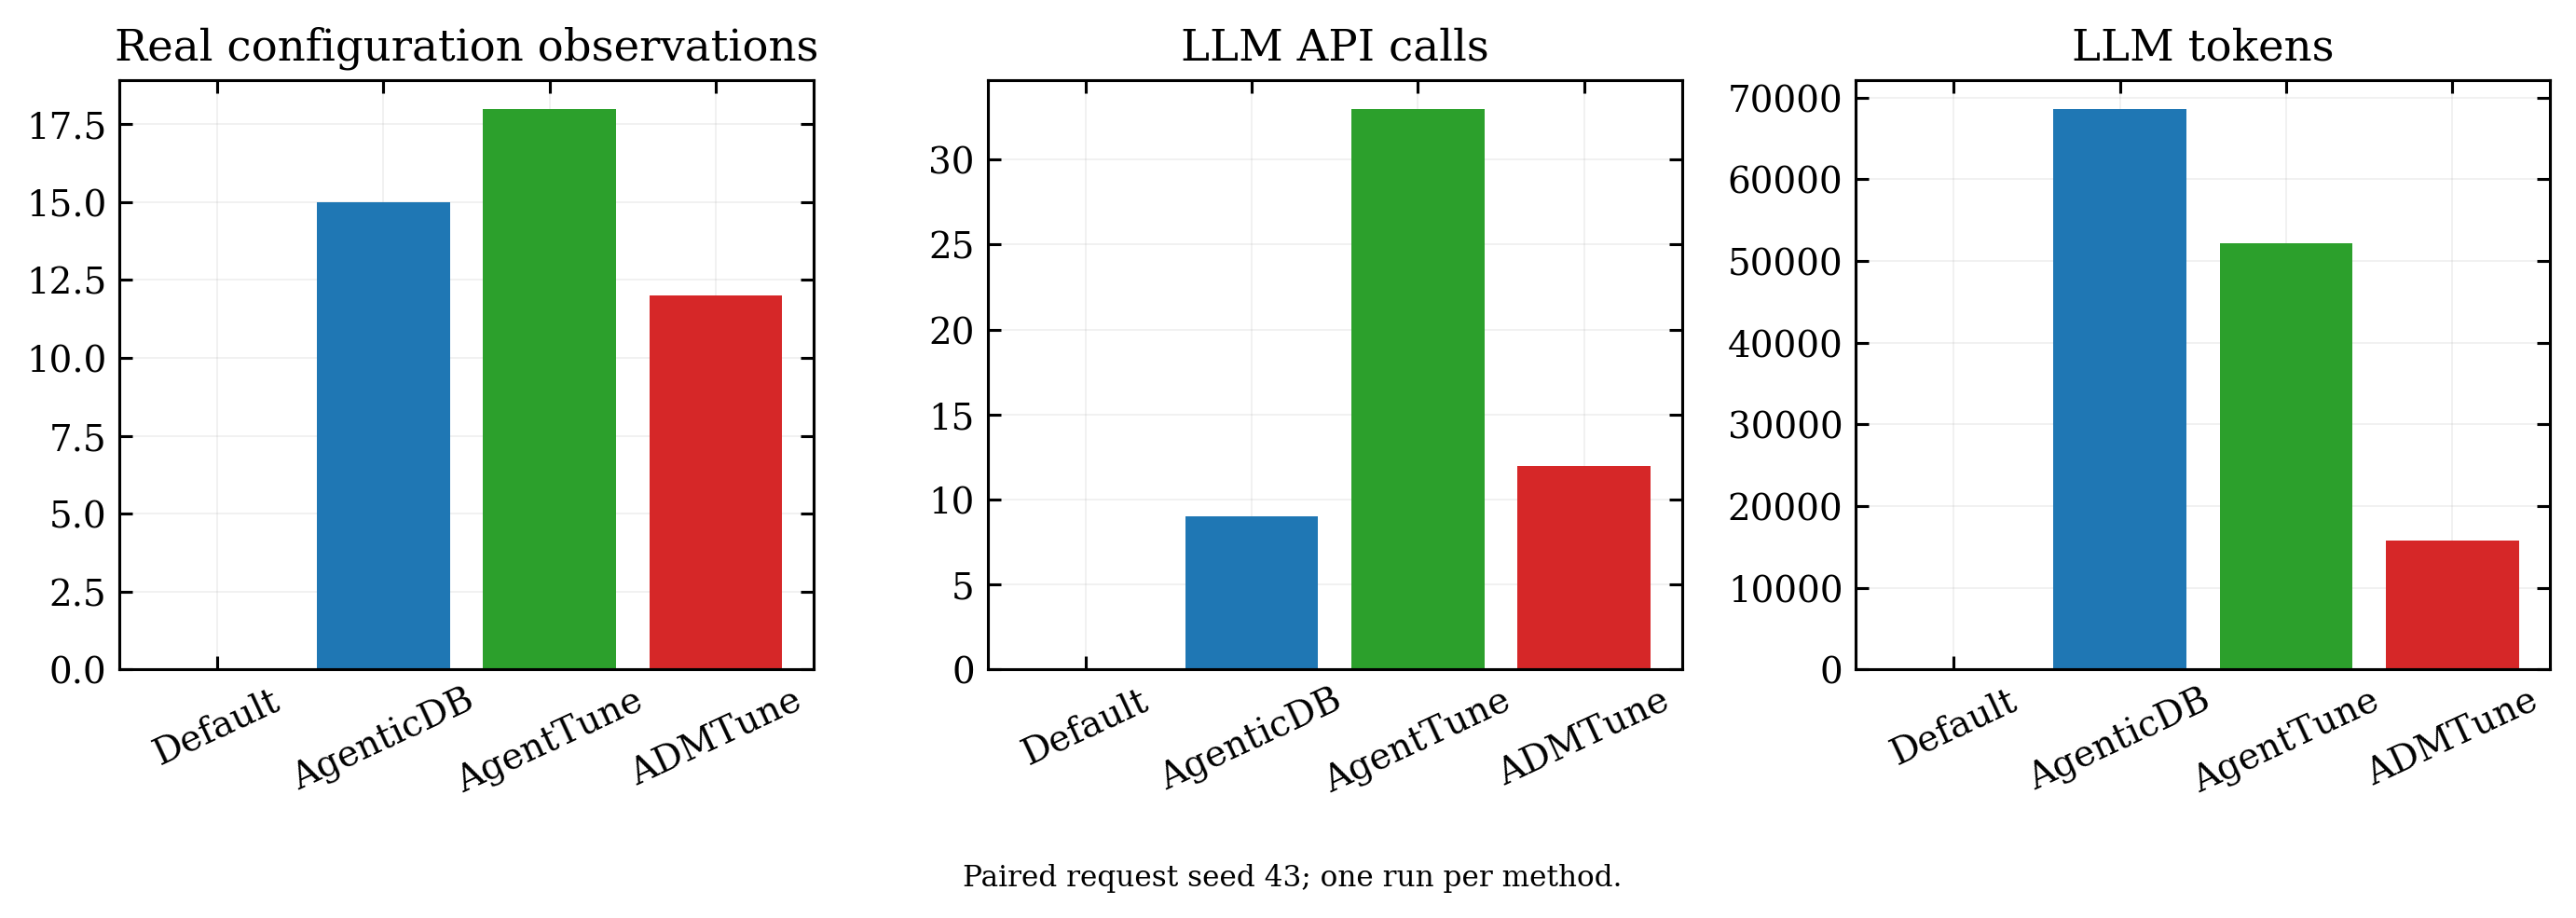 Real configuration observations
17.5
15.0
12.5
10.0
7.5
5.0
2.5
0.0
Default
AgenticDB
AgentTune
ADMTune
LLM API calls
30
25
20
15
10
5
0
Default
AgenticDB
AgentTune
ADMTune
LLM tokens
70000
60000
50000
40000
30000
20000
10000
0
Default
AgenticDB
AgentTune
ADMTune
Paired request seed 43; one run per method.